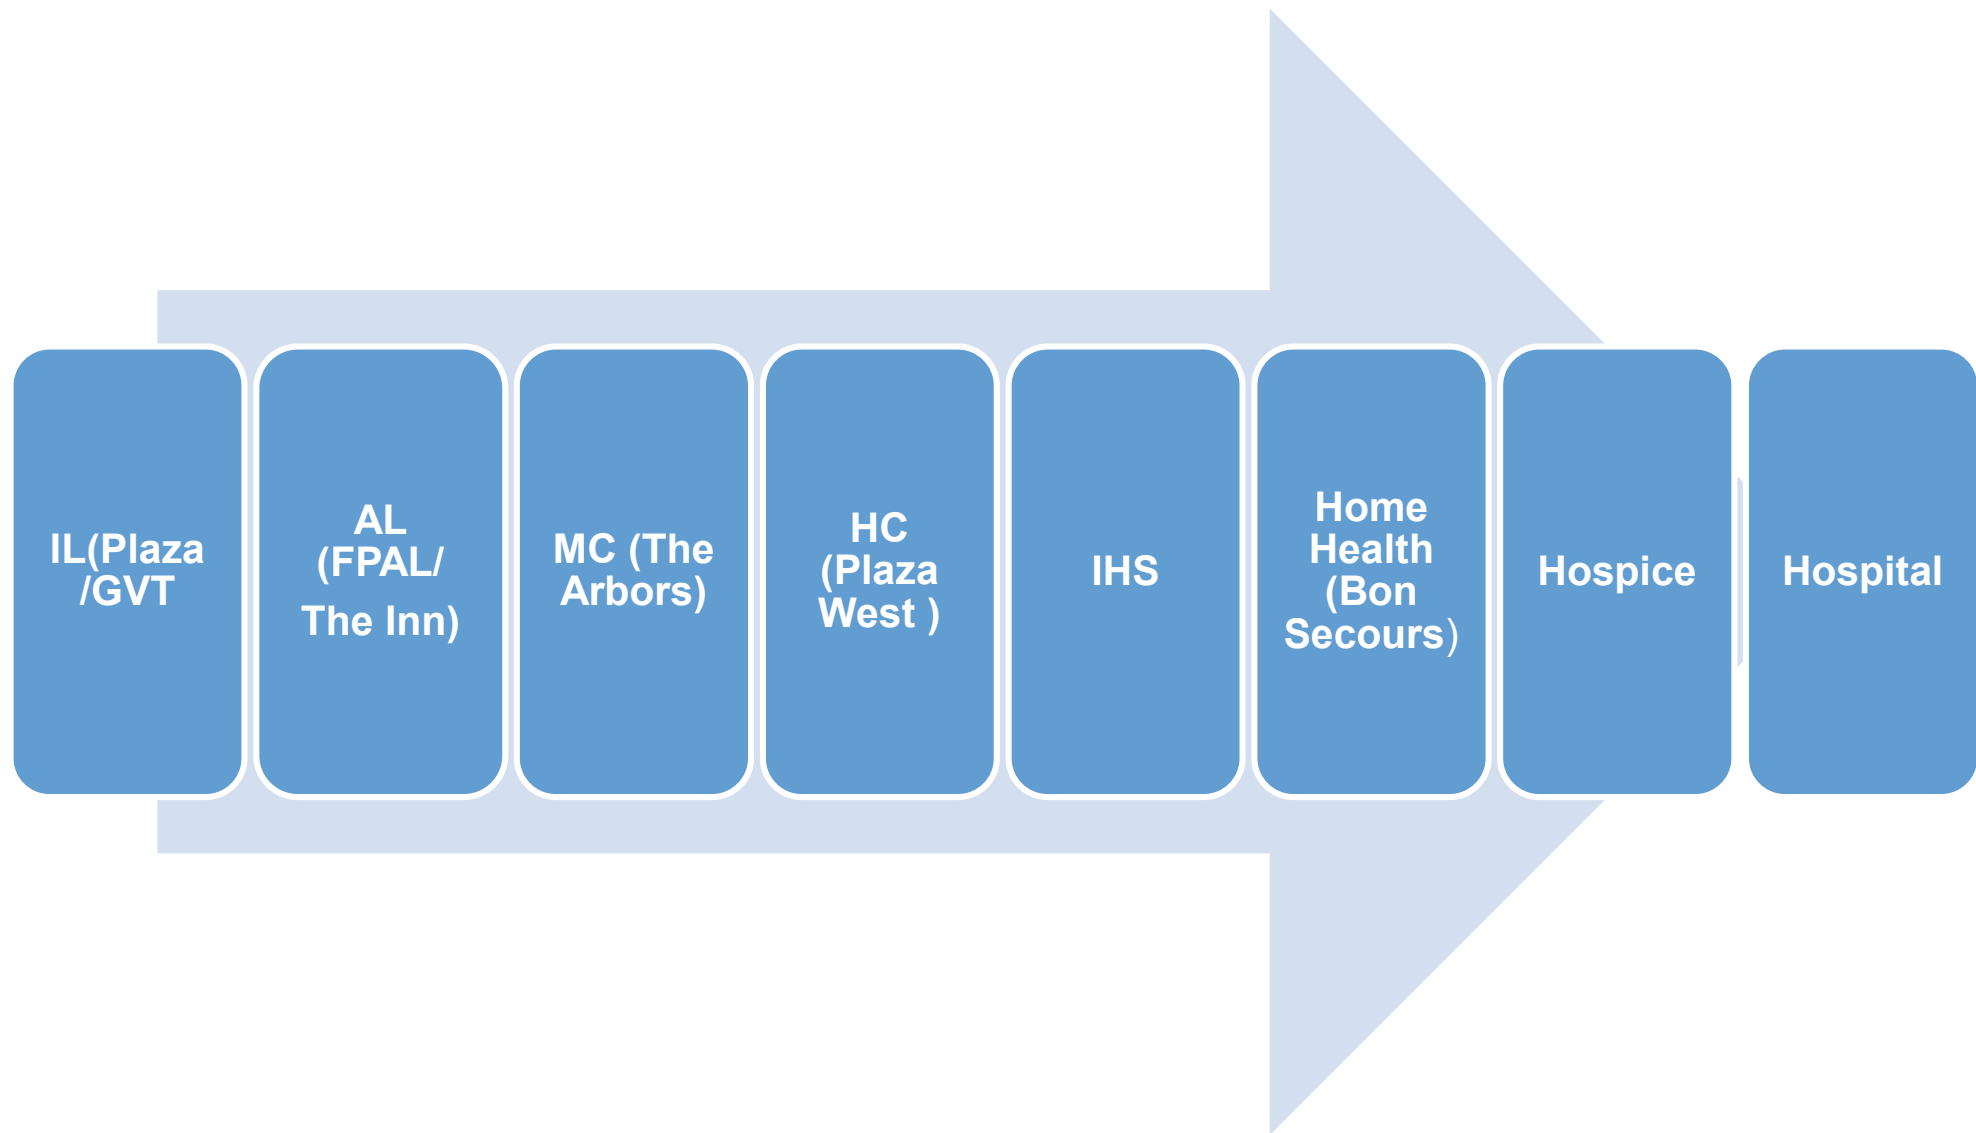 IL(Plaza
/GVT
AL
(FPAL/
The Inn)
MC (The
Arbors)
HC
(Plaza
West )
IHS
Home
Health
(Bon
Secours)
Hospice
Hospital